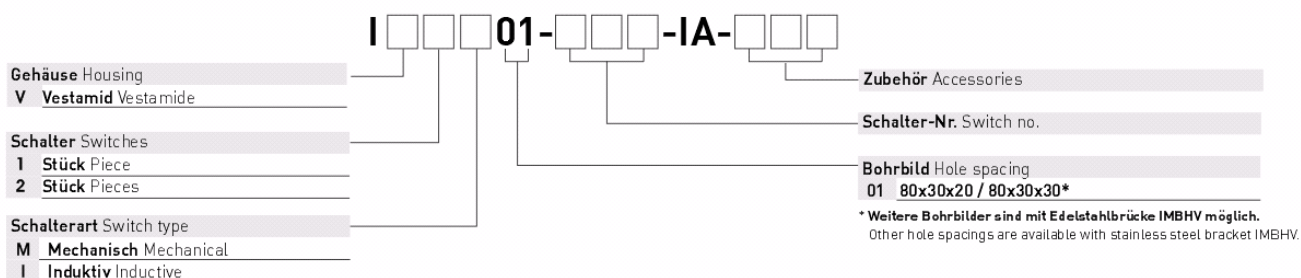 I□□□01-□□□-IA-□□□
Gehäuse Housing
V Vestamid Vestamide
Schalter Switches
1 Stück Piece
2 Stück Pieces
Schalterart Switch type
M Mechanisch Mechanical
I Induktiv Inductive
Zubehör Accessories
Schalter-Nr. Switch no.
Bohrbild Hole spacing
01 80x30x20 / 80x30x30*
* Weitere Bohrbilder sind mit Edelstahlbrücke IMBHV möglich.
Other hole spacings are available with stainless steel bracket IMBHV.